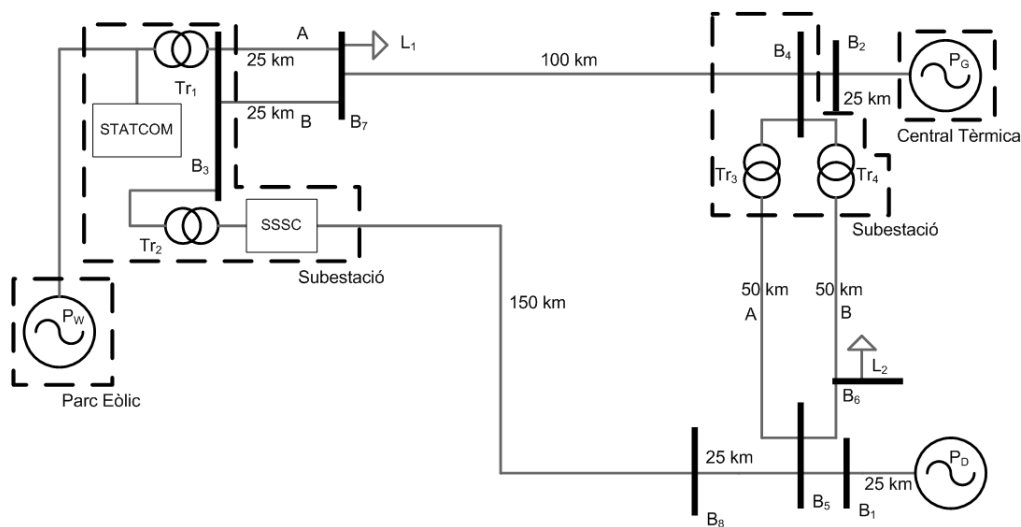 A
25 km
L1
Tr1
STATCOM
25 km
B
B7
B3
100 km
B4
B2
PG
25 km
Central Tèrmica
Tr3
Tr4
Subestació
Tr2
SSSC
Subestació
150 km
PW
Parc Eòlic
50 km
A
50 km
B
L2
B6
25 km
B8
B5
B1
25 km
PD